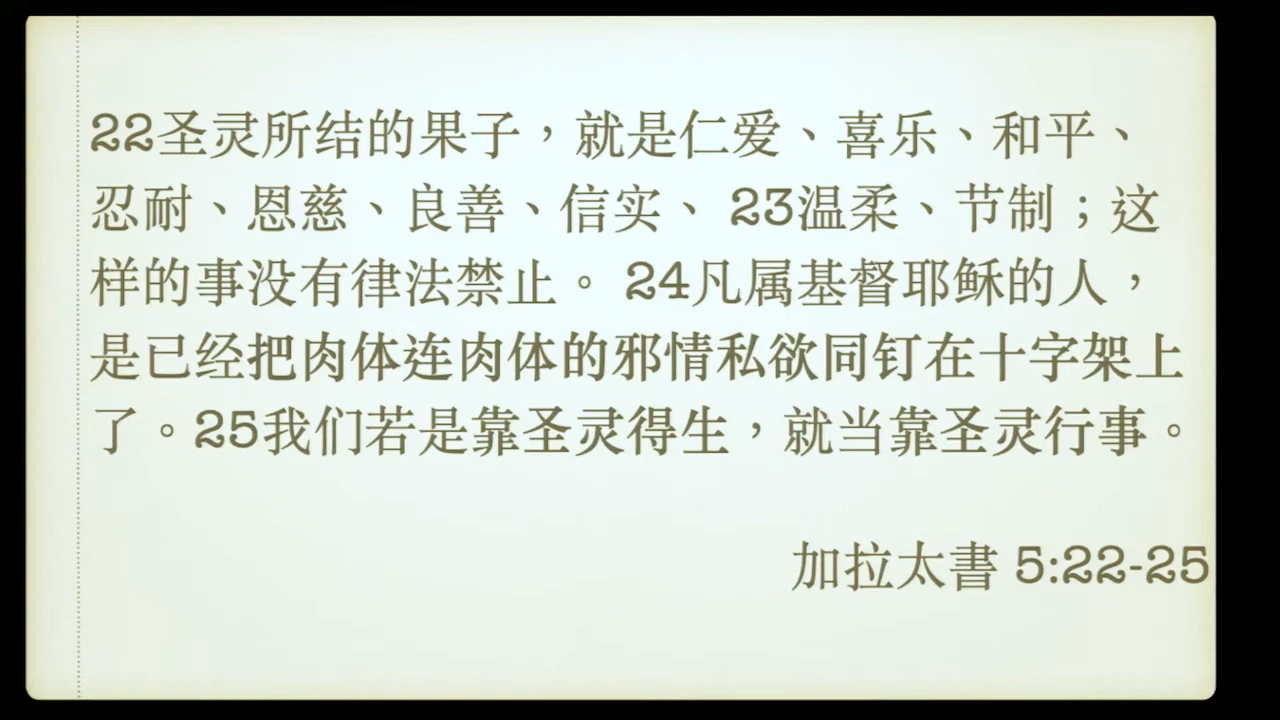 22圣灵所结的果子，就是仁爱、喜乐、和平、
忍耐、恩慈、良善、信实、 23温柔、节制；这
样的事没有律法禁止。 24凡属基督耶稣的人，
是已经把肉体连肉体的邪情私欲同钉在十字架上
了。25我们若是靠圣灵得生，就当靠圣灵行事。
加拉太書 5:22-25